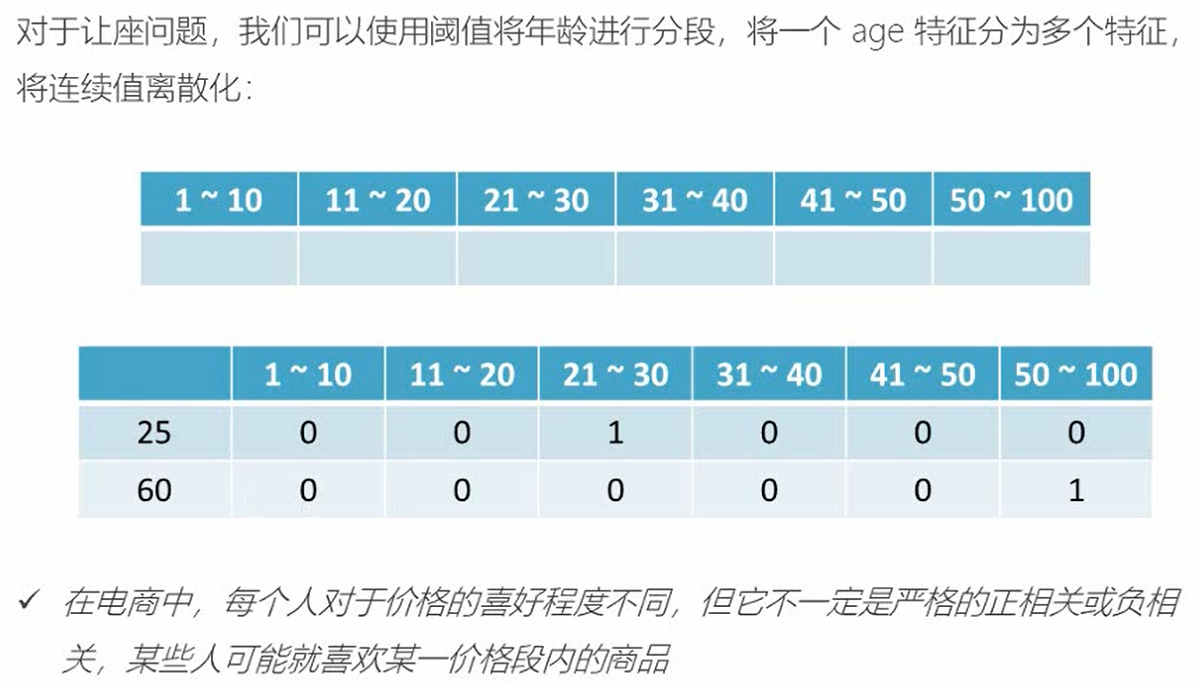 对于让座问题，我们可以使用阈值将年龄进行分段，将一个 age 特征分为多个特征，
将连续值离散化：
1 ~ 10 11 ~ 20 21 ~ 30 31 ~ 40 41 ~ 50 50 ~ 100
1 ~ 10 11 ~ 20 21 ~ 30 31 ~ 40 41 ~ 50 50 ~ 100
25 0 0 1 0 0 0
60 0 0 0 0 0 1
✓ 在电商中，每个人对于价格的喜好程度不同，但它不一定是严格的正相关或负相
关，某些人可能就喜欢某一价格段内的商品